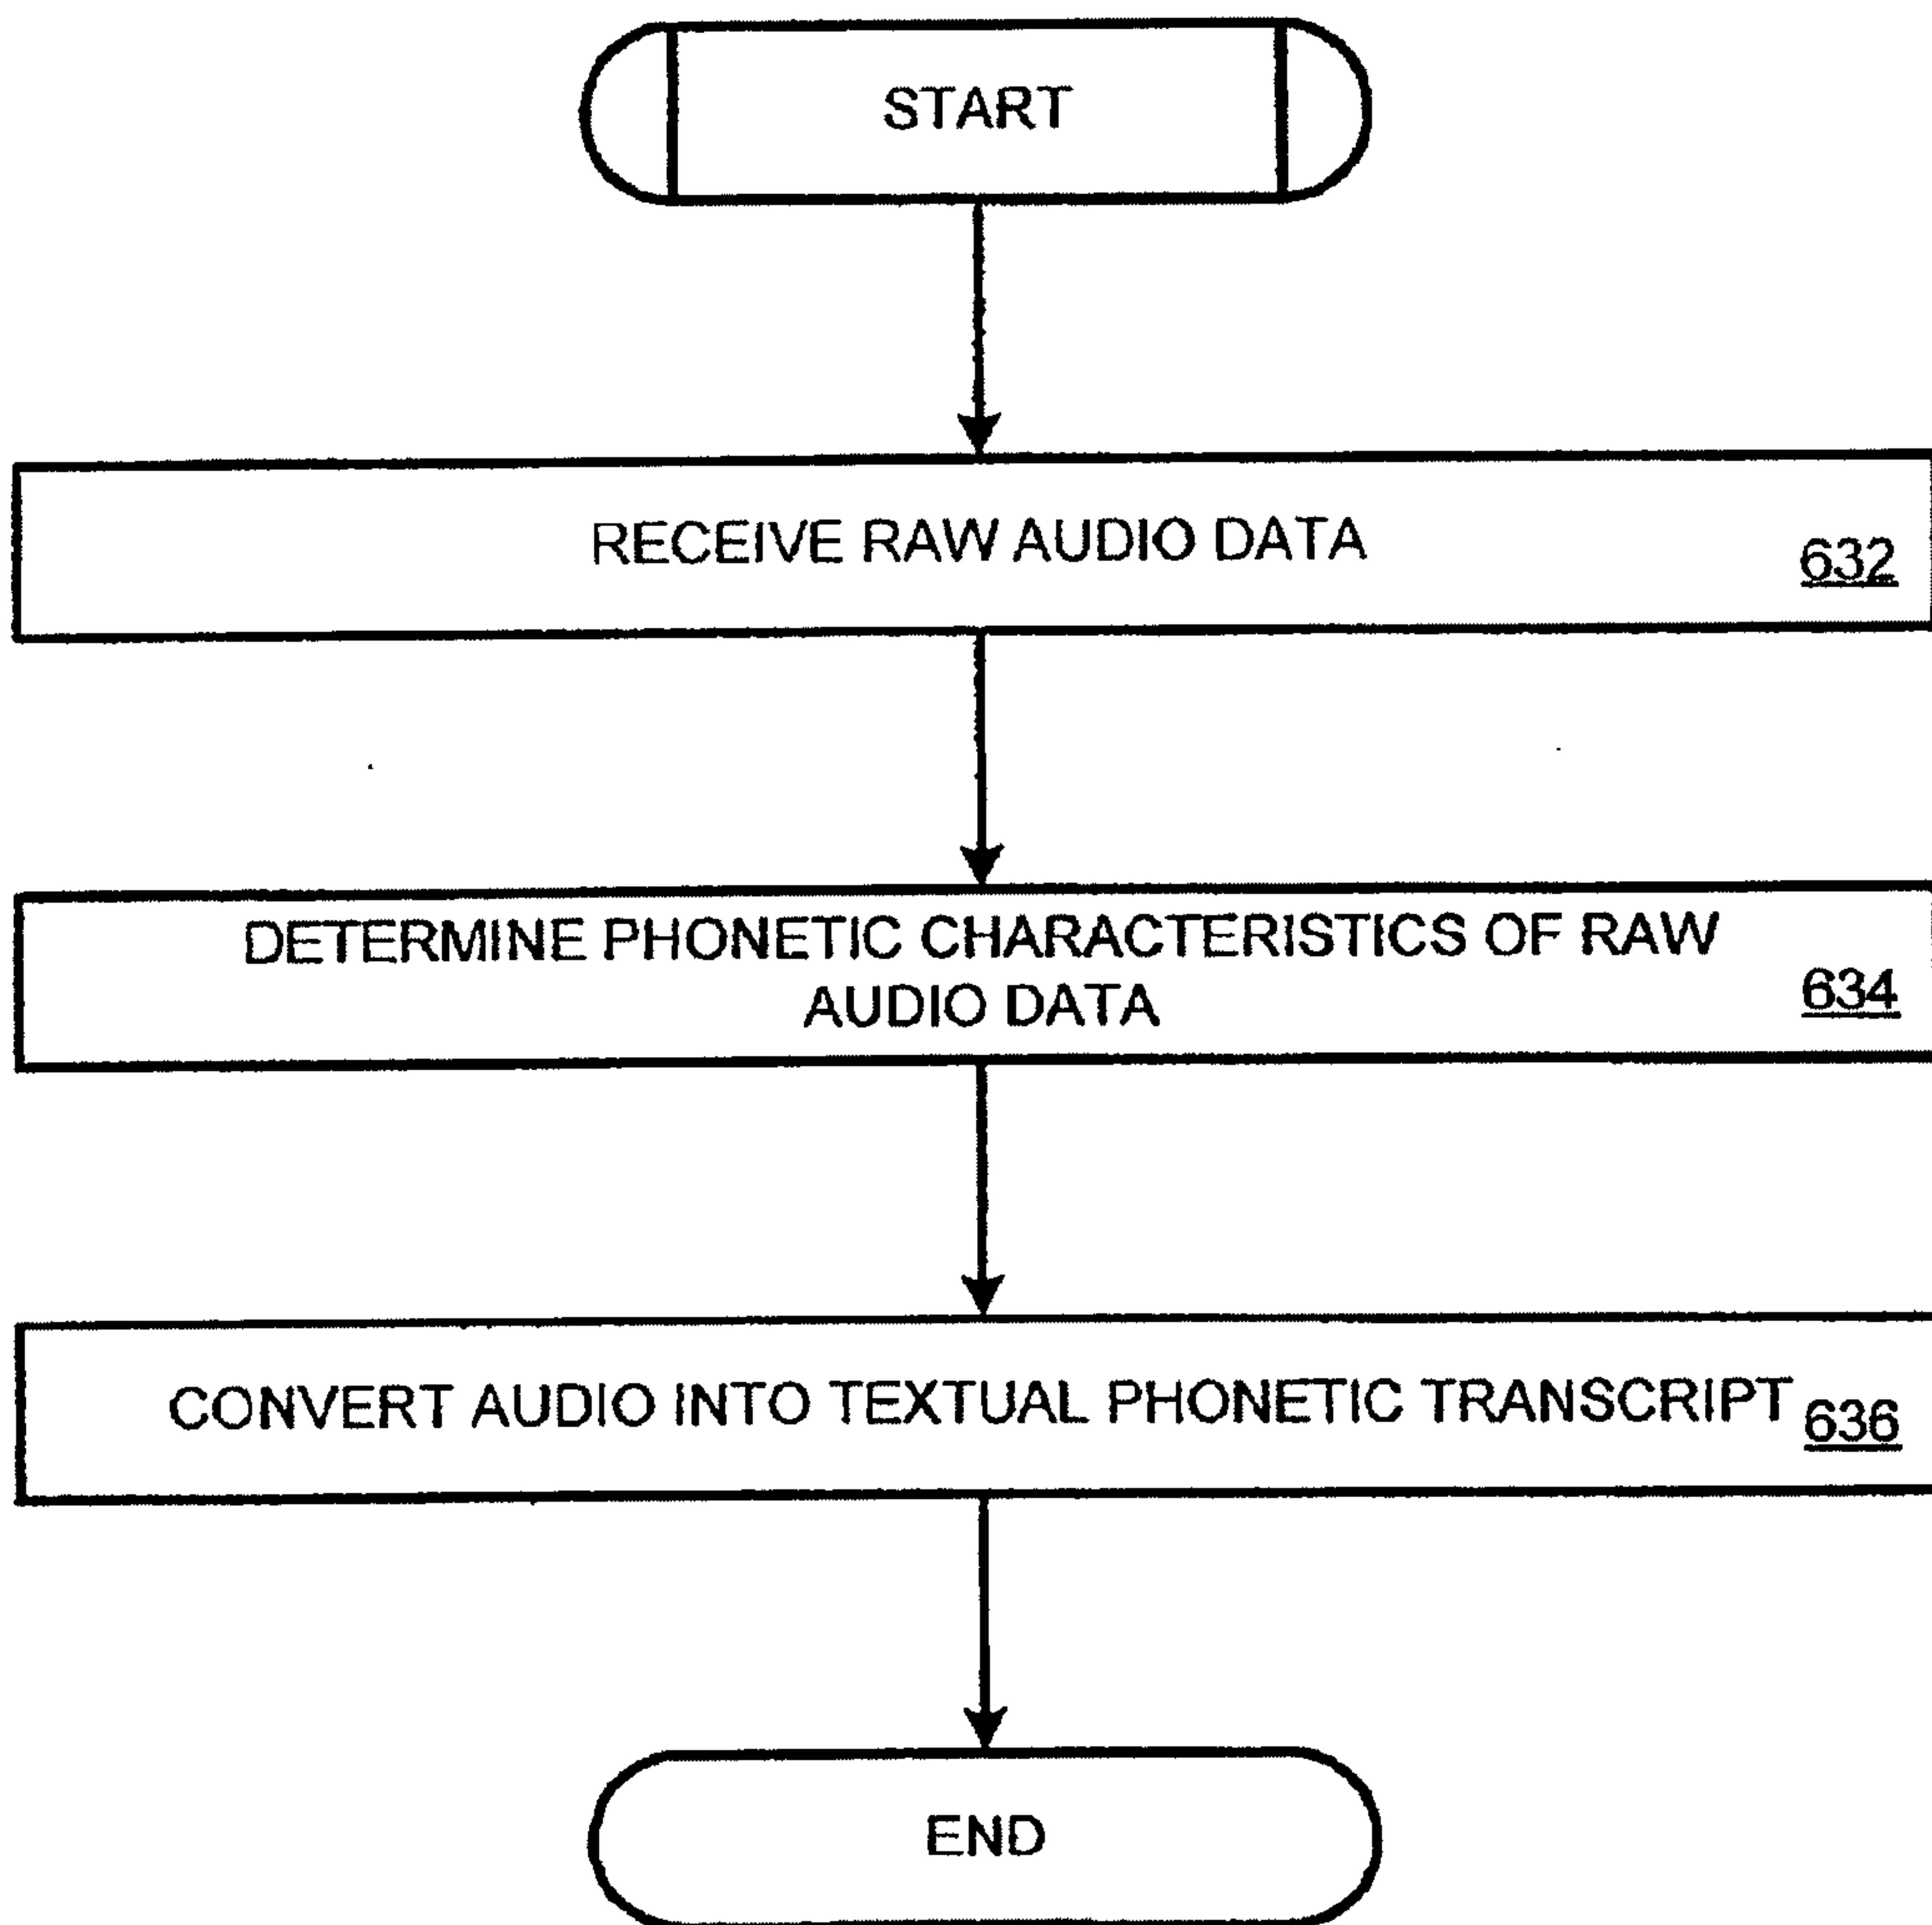 START
RECEIVE RAW AUDIO DATA
632
DETERMINE PHONETIC CHARACTERISTICS OF RAW
AUDIO DATA
634
CONVERT AUDIO INTO TEXTUAL PHONETIC TRANSCRIPT
636
END